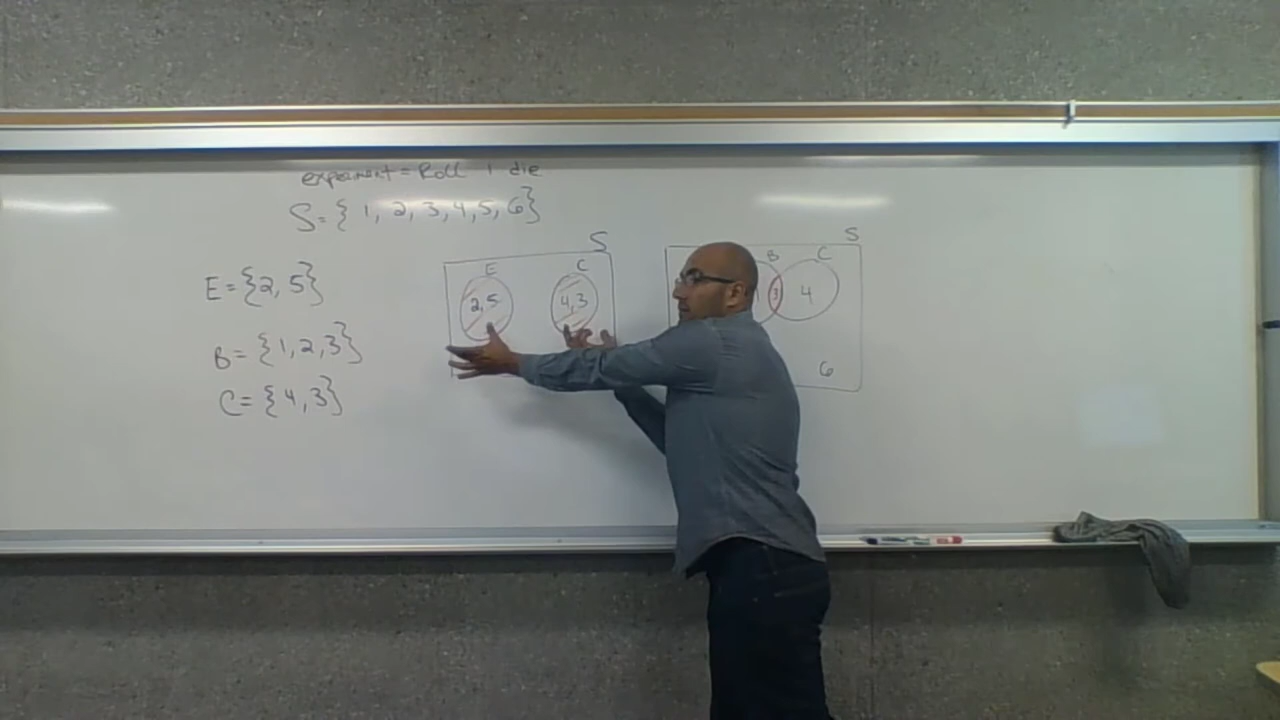 experiment = Roll 1 die
S = { 1, 2, 3, 4, 5, 6}
E = {2, 5}
B = {1, 2, 3}
C = {4, 3}
S
E C
2,5 4,3
S
B C
3 4
6